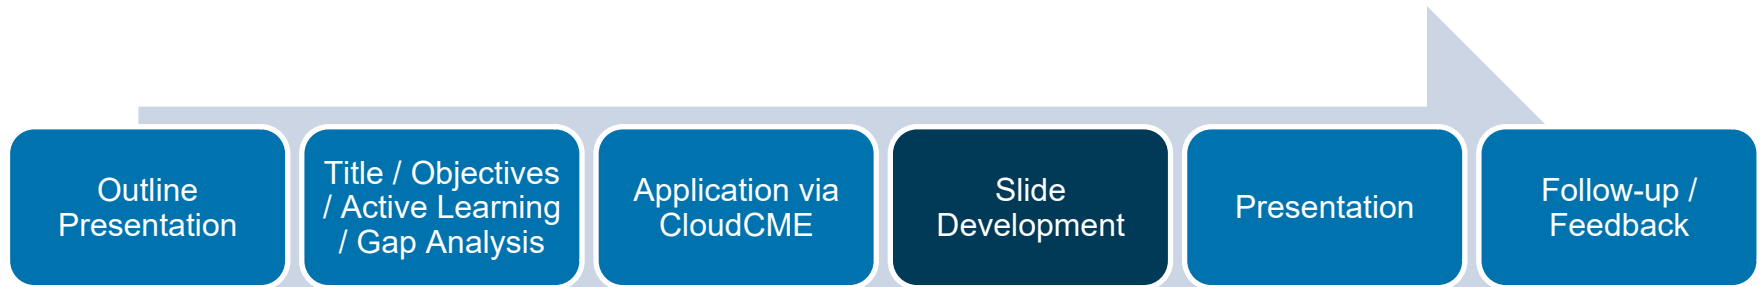 Outline
Presentation
Title / Objectives
/ Active Learning
/ Gap Analysis
Application via
CloudCME
Slide
Development
Presentation
Follow-up /
Feedback